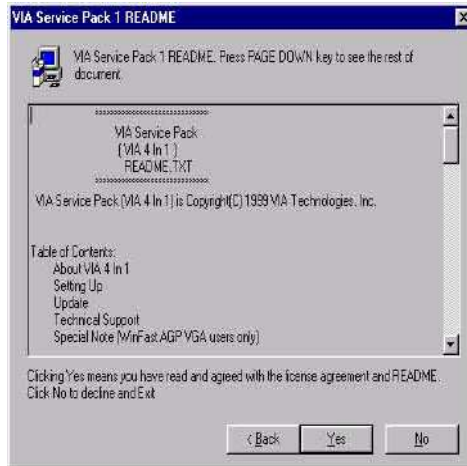 VIA Service Pack 1 README
VIA Service Pack 1 README. Press PAGE DOWN key to see the rest of
document.
VIA Service Pack
(VIA 4 In 1)
README.TXT
VIA Service Pack (VIA 4 In 1) is Copyright(C) 1999 VIA Technologies, Inc.
Table of Contents:
About VIA 4 In 1
Setting Up
Update
Technical Support
Special Note (WinFast AGP VGA users only)
Clicking Yes means you have read and agreed with the license agreement and README.
Click No to decline and Exit
< Back
Yes
No